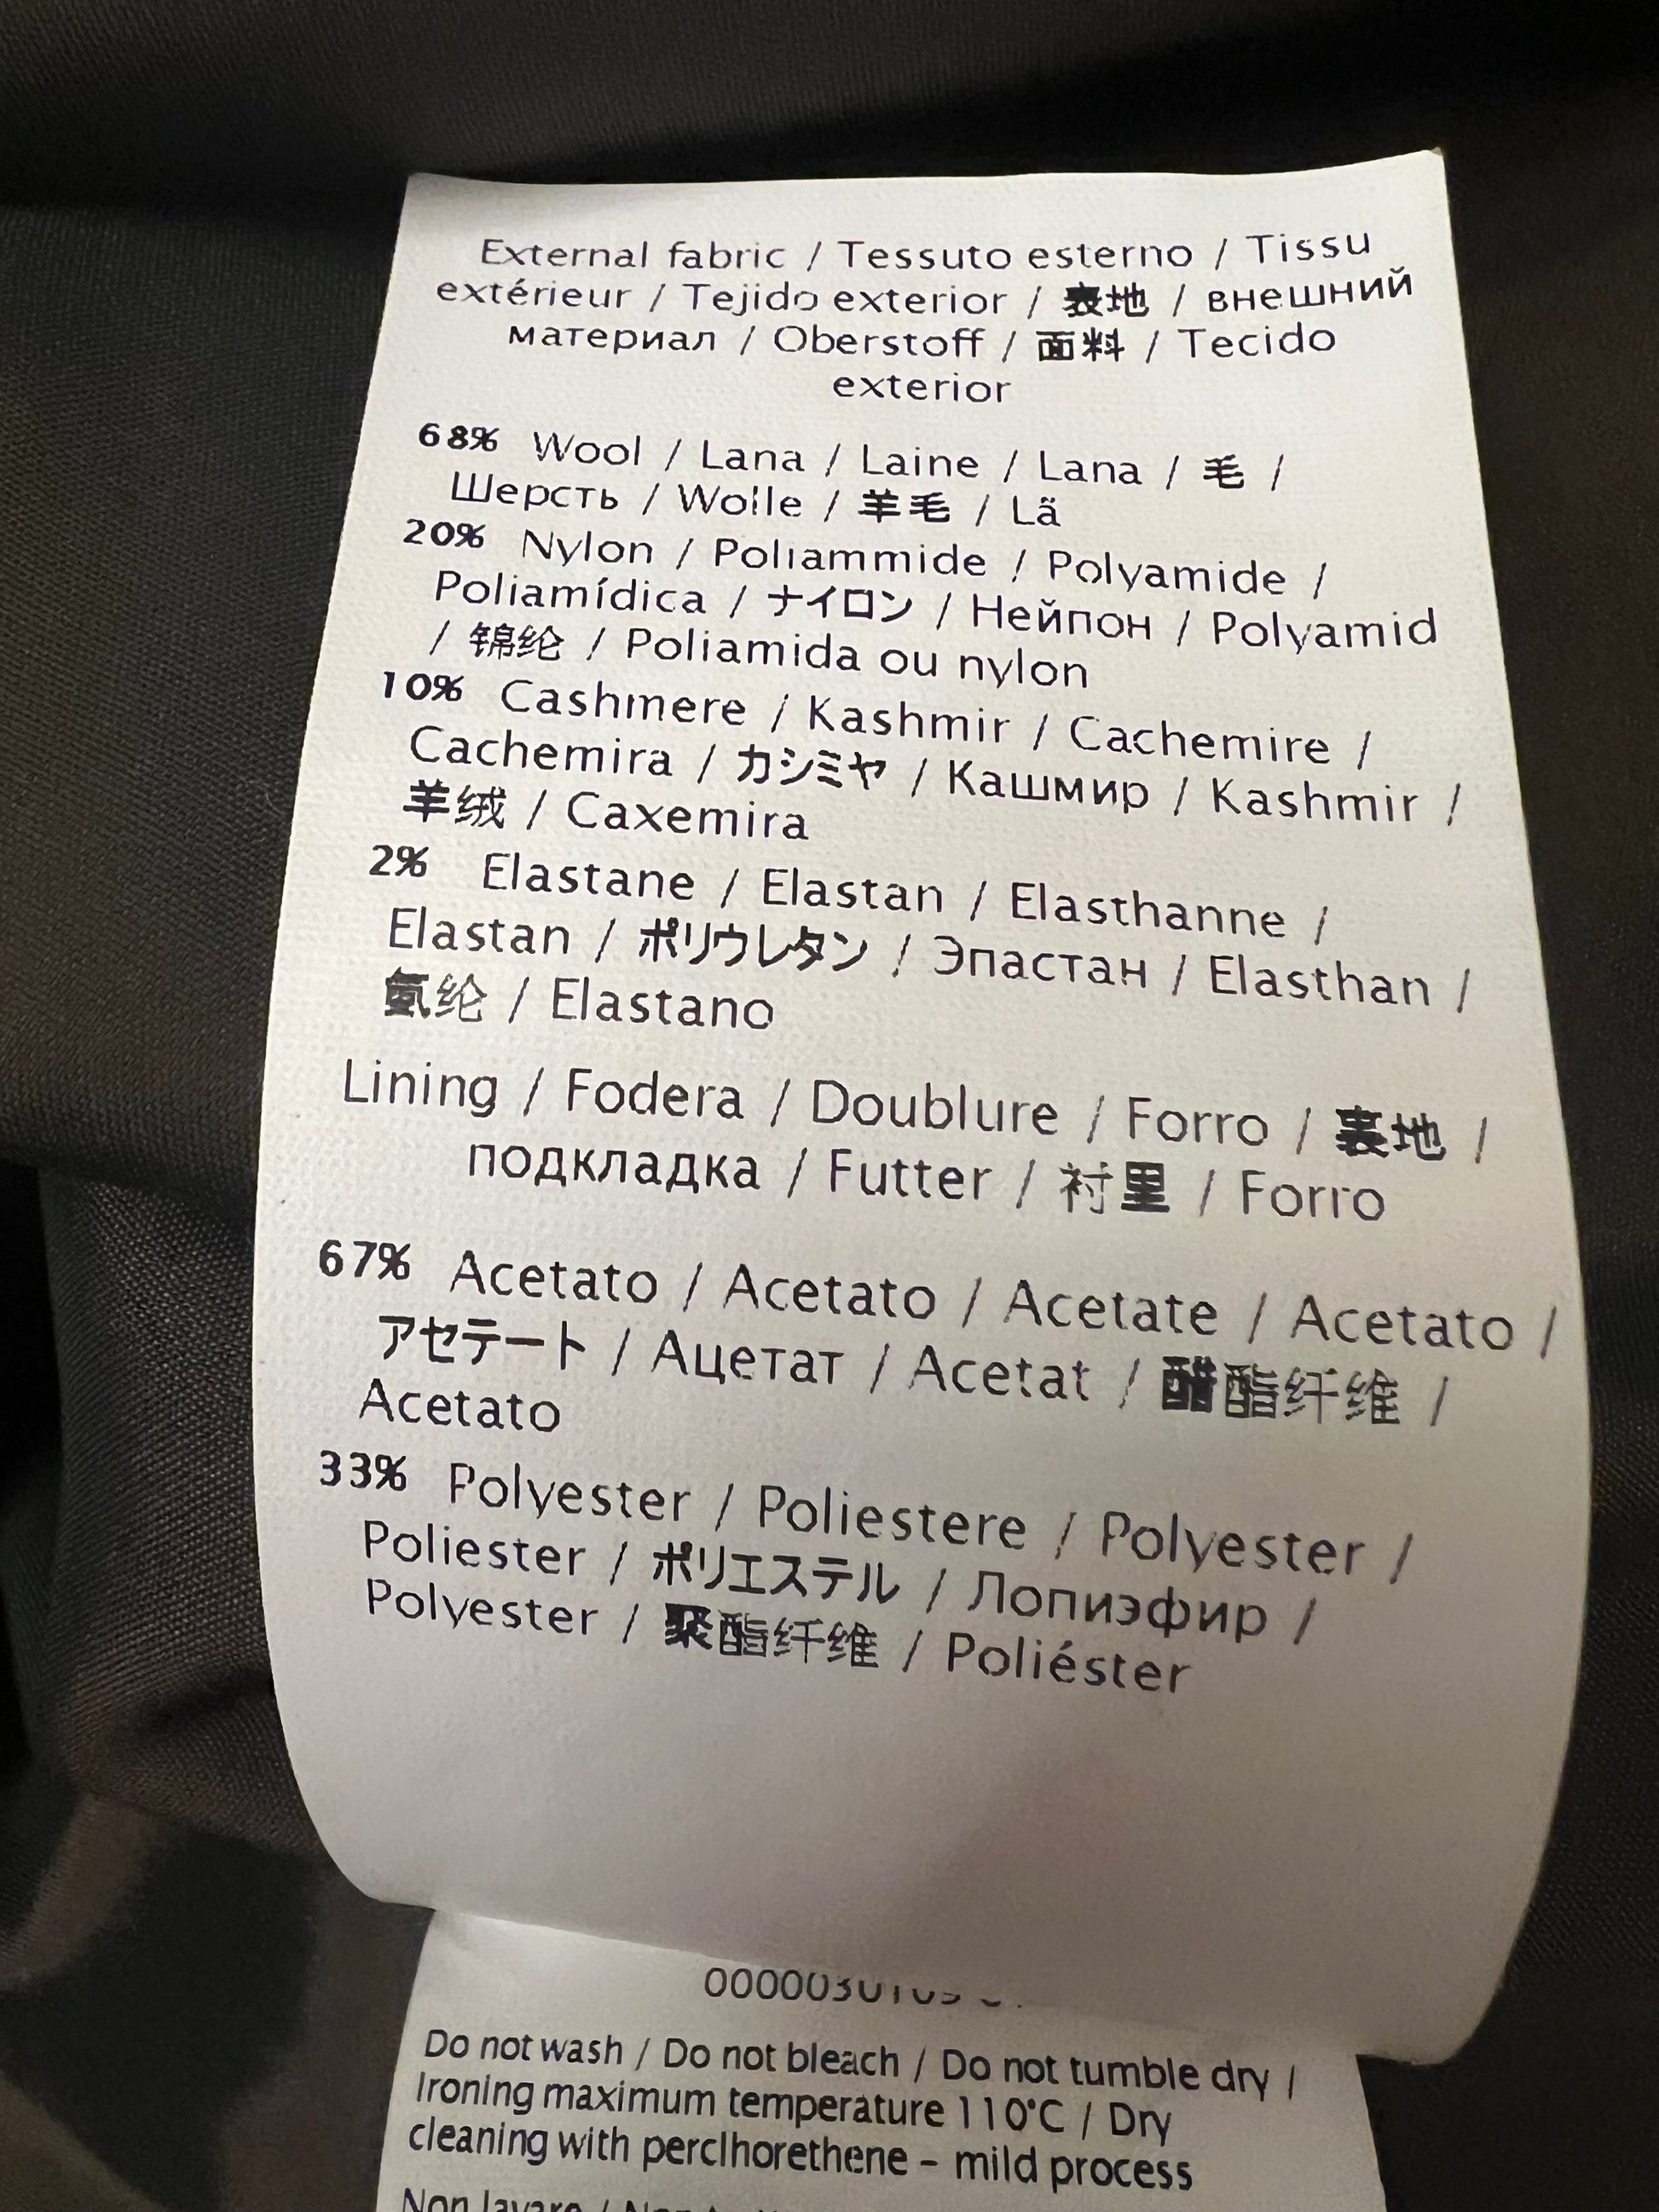 External fabric / Tessuto esterno / Tissu
extérieur / Tejido exterior / 表地 / внешний
материал / Oberstoff / 面料 / Tecido
exterior
68% Wool / Lana / Laine / Lana / 毛 /
Шерсть / Wolle / 羊毛 / Lä
20% Nylon / Poliammide / Polyamide /
Poliamídica / ナイロン / Нейпон / Polyamid
/ 锦纶 / Poliamida ou nylon
10% Cashmere / Kashmir / Cachemire /
Cachemira / カシミヤ / Кашмир / Kashmir /
羊绒 / Caxemira
2% Elastane / Elastan / Elasthanne /
Elastan / ポリウレタン / Эпастан / Elasthan /
氨纶 / Elastano
Lining / Fodera / Doublure / Forro / 裏地 /
подкладка / Futter / 衬里 / Forro
67% Acetato / Acetato / Acetate / Acetato /
アセテート / Ацетат / Acetat / 醋酯纤维 /
Acetato
33% Polyester / Poliestere / Polyester /
Poliester / ポリエステル / Лопиэфир /
Polyester / 聚酯纤维 / Poliéster
Do not wash / Do not bleach / Do not tumble dry /
Ironing maximum temperature 110°C / Dry
cleaning with perclhorethene - mild process
Non lavare /